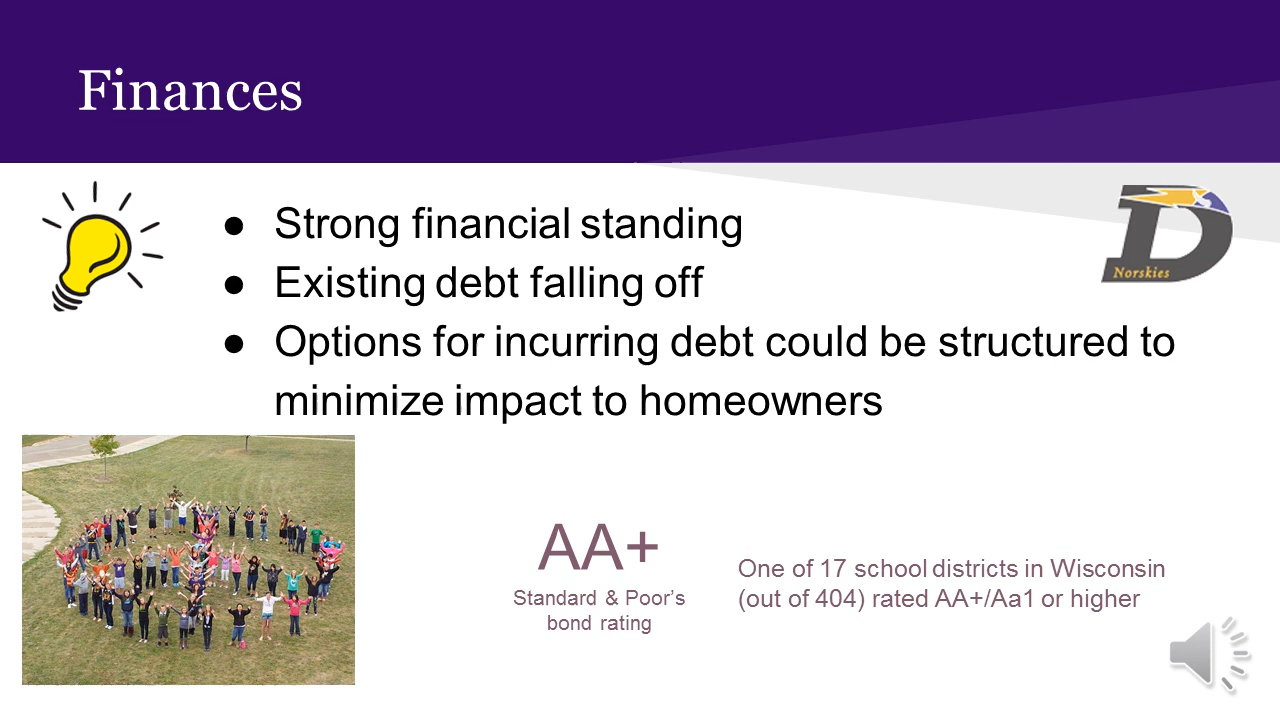 Finances
● Strong financial standing
● Existing debt falling off
● Options for incurring debt could be structured to
minimize impact to homeowners
D
Norskies
AA+
Standard & Poor’s
bond rating
One of 17 school districts in Wisconsin
(out of 404) rated AA+/Aa1 or higher